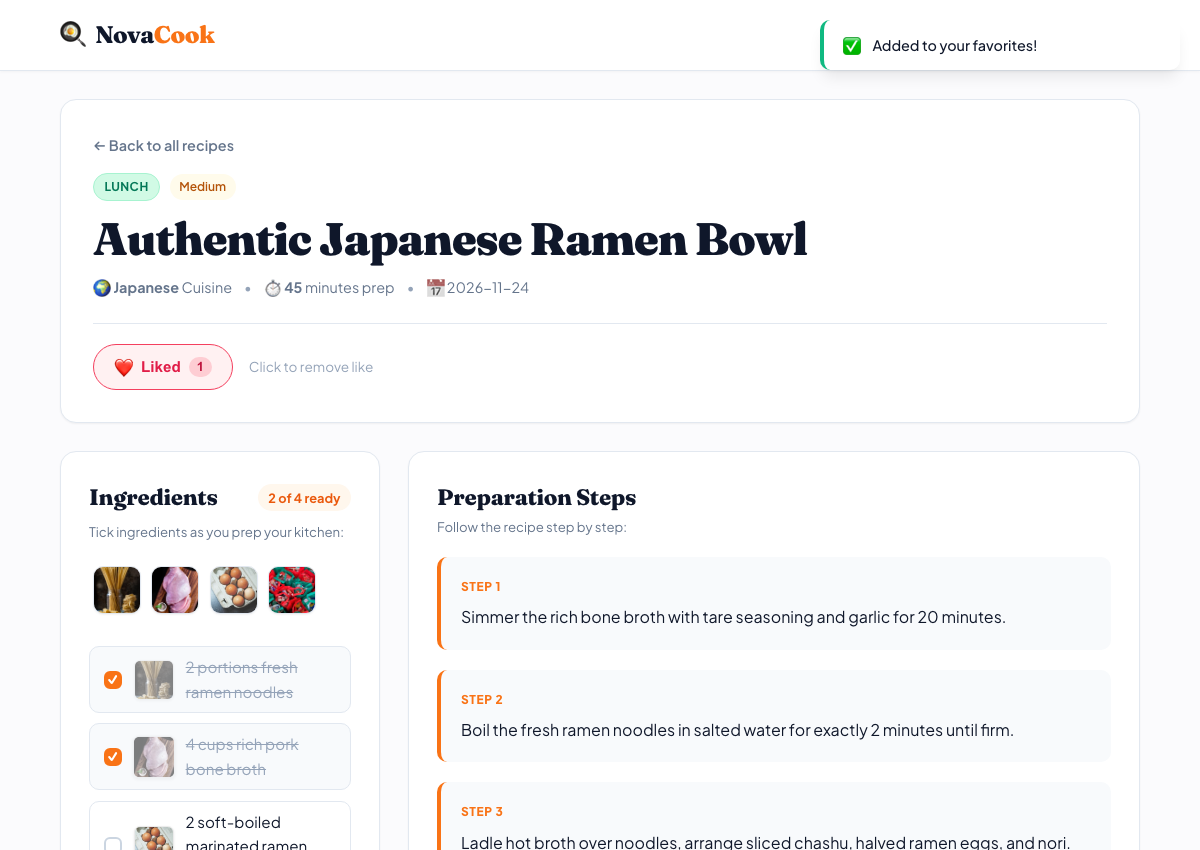 NovaCook
✅ Added to your favorites!
← Back to all recipes
LUNCH
Medium
Authentic Japanese Ramen Bowl
Japanese Cuisine • 45 minutes prep • 2026-11-24
Liked 1
Click to remove like
Ingredients
2 of 4 ready
Tick ingredients as you prep your kitchen:
2 portions fresh
ramen noodles
4 cups rich pork
bone broth
2 soft-boiled
marinated ramen
Preparation Steps
Follow the recipe step by step:
STEP 1
Simmer the rich bone broth with tare seasoning and garlic for 20 minutes.
STEP 2
Boil the fresh ramen noodles in salted water for exactly 2 minutes until firm.
STEP 3
Ladle hot broth over noodles, arrange sliced chashu, halved ramen eggs, and nori.